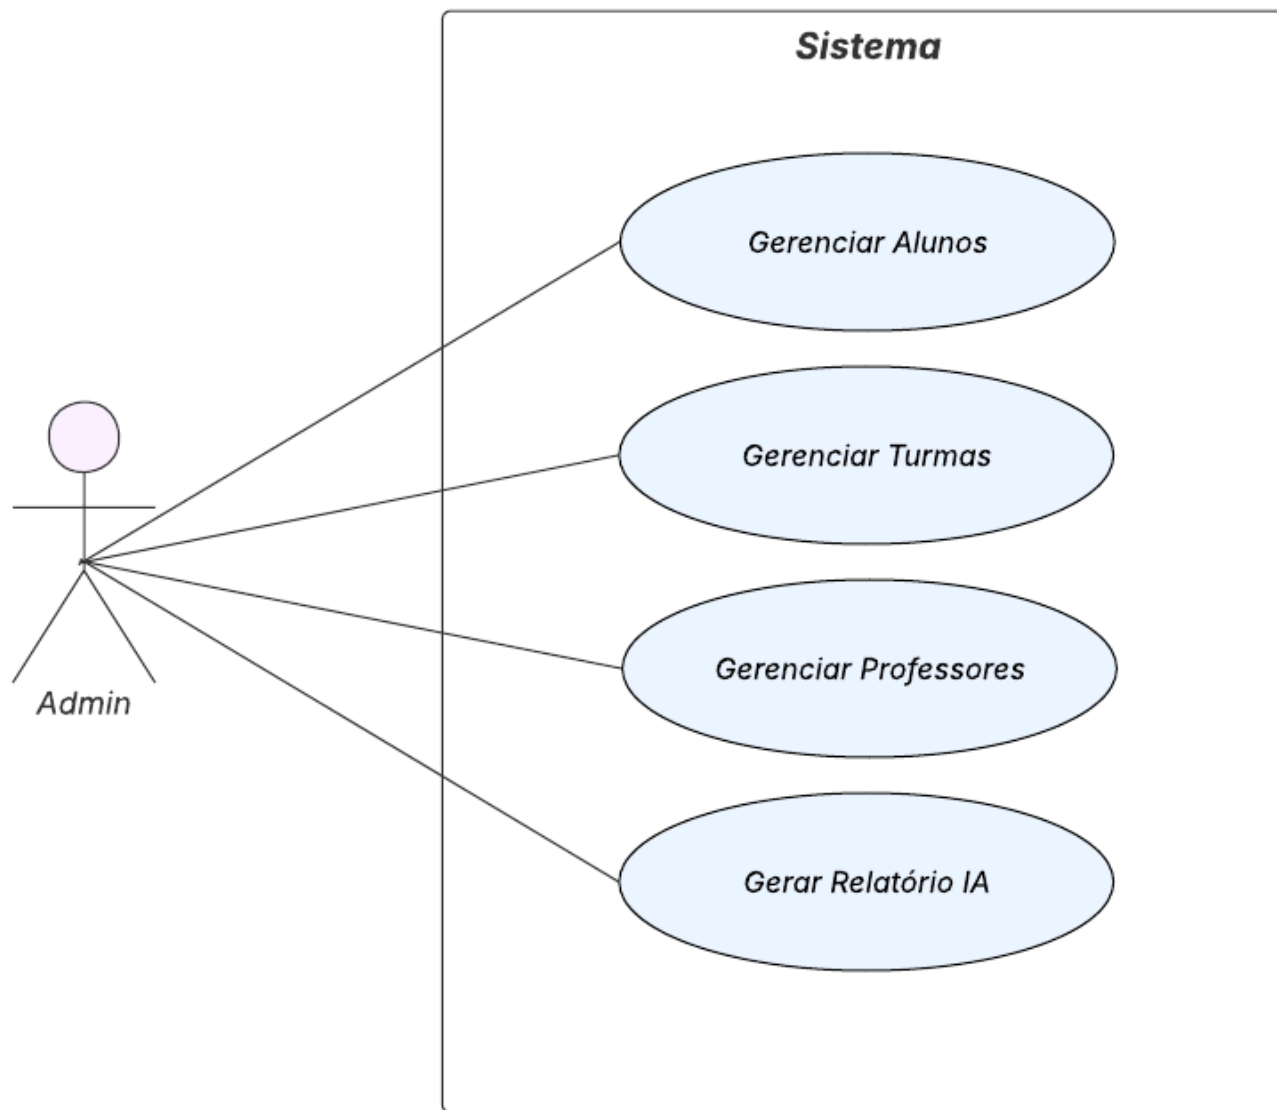 Sistema
Gerenciar Alunos
Gerenciar Turmas
Gerenciar Professores
Admin
Gerar Relatório IA